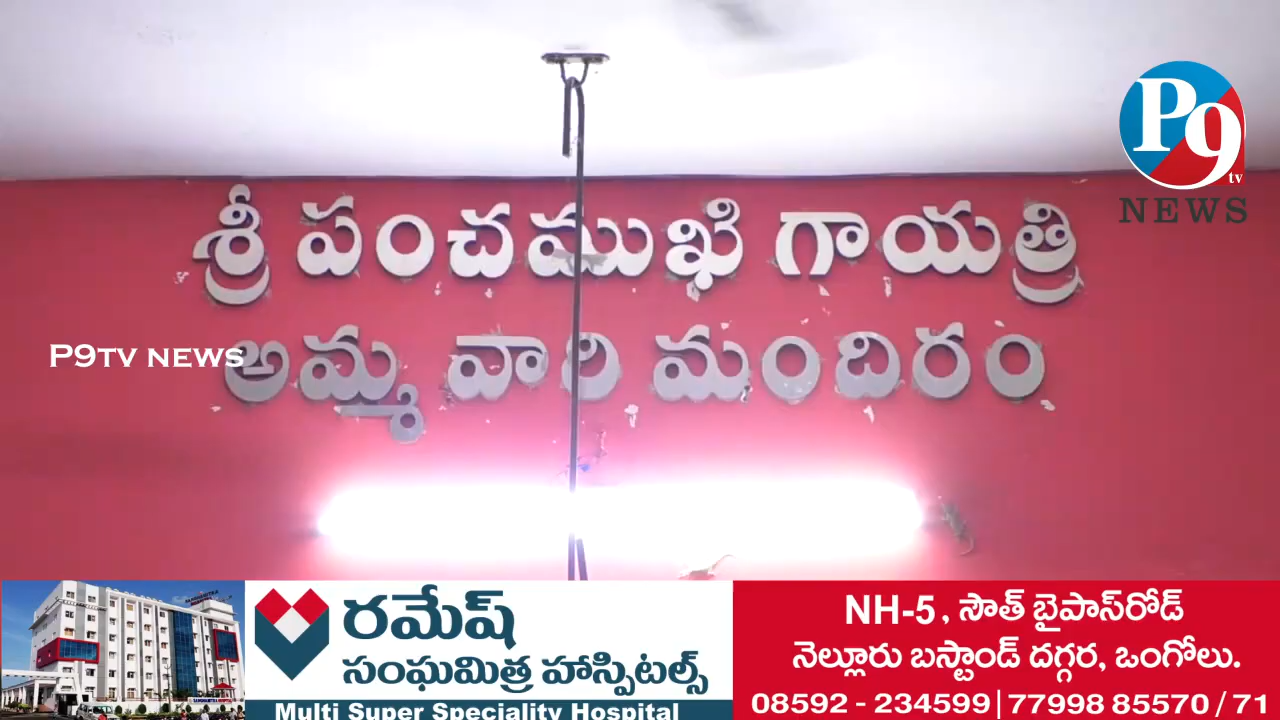 P9
tv
NEWS
శ్రీ పంచముఖి గాయత్రి
అమ్మ వారి మందిరం
P9TV NEWS
రమేష్
సంఘమిత్ర హాస్పిటల్స్
Multi Super Speciality Hospital
NH-5, సౌత్ బైపాస్‌రోడ్
నెల్లూరు బస్టాండ్ దగ్గర, ఒంగోలు.
08592 - 234599 | 77998 85570 / 71